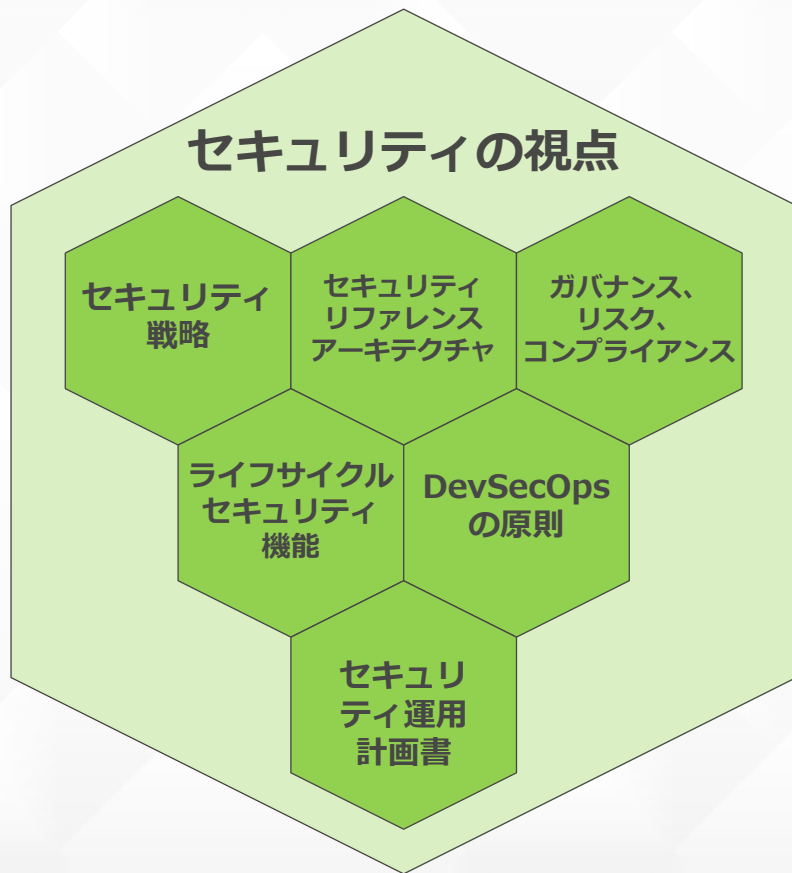 セキュリティの視点
セキュリティ
戦略
セキュリティ
リファレンス
アーキテクチャ
ガバナンス、
リスク、
コンプライアンス
ライフサイクル
セキュリティ
機能
DevSecOps
の原則
セキュリ
ティ運用
計画書